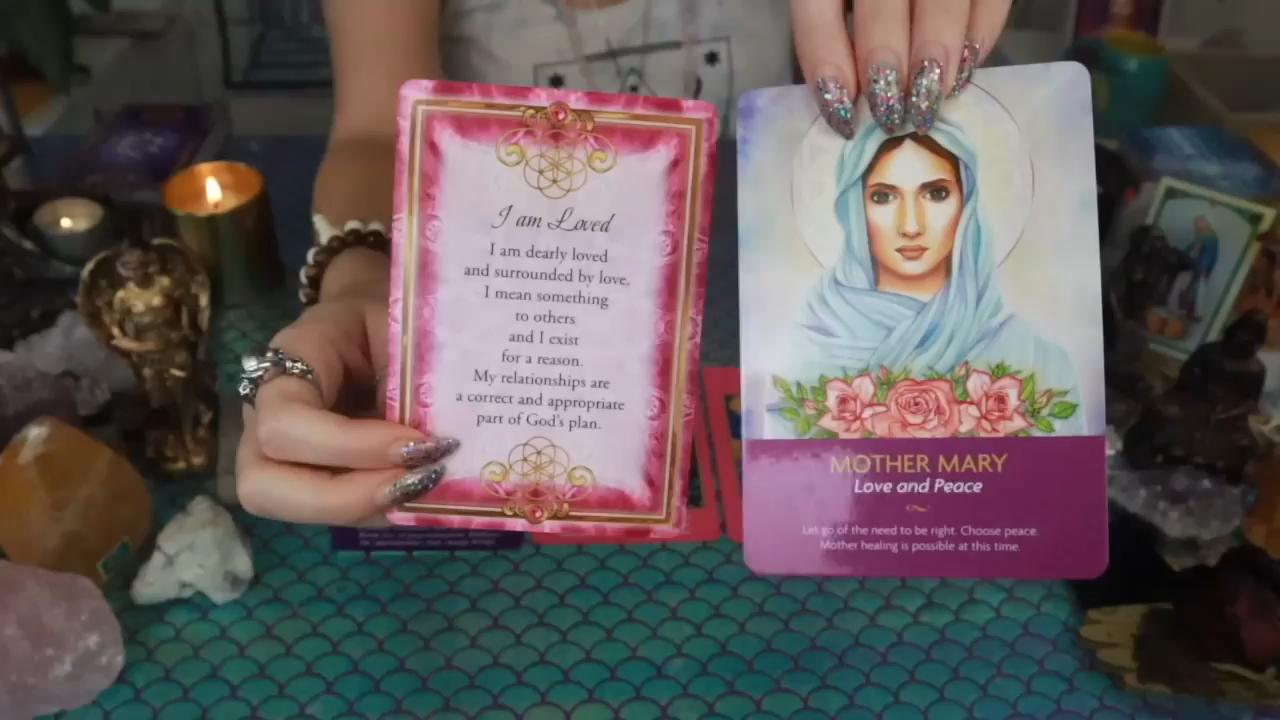 I am Loved
I am dearly loved
and surrounded by love.
I mean something
to others
and I exist
for a reason.
My relationships are
a correct and appropriate
part of God's plan.
MOTHER MARY
Love and Peace
Let go of the need to be right. Choose peace.
Mother healing is possible at this time.